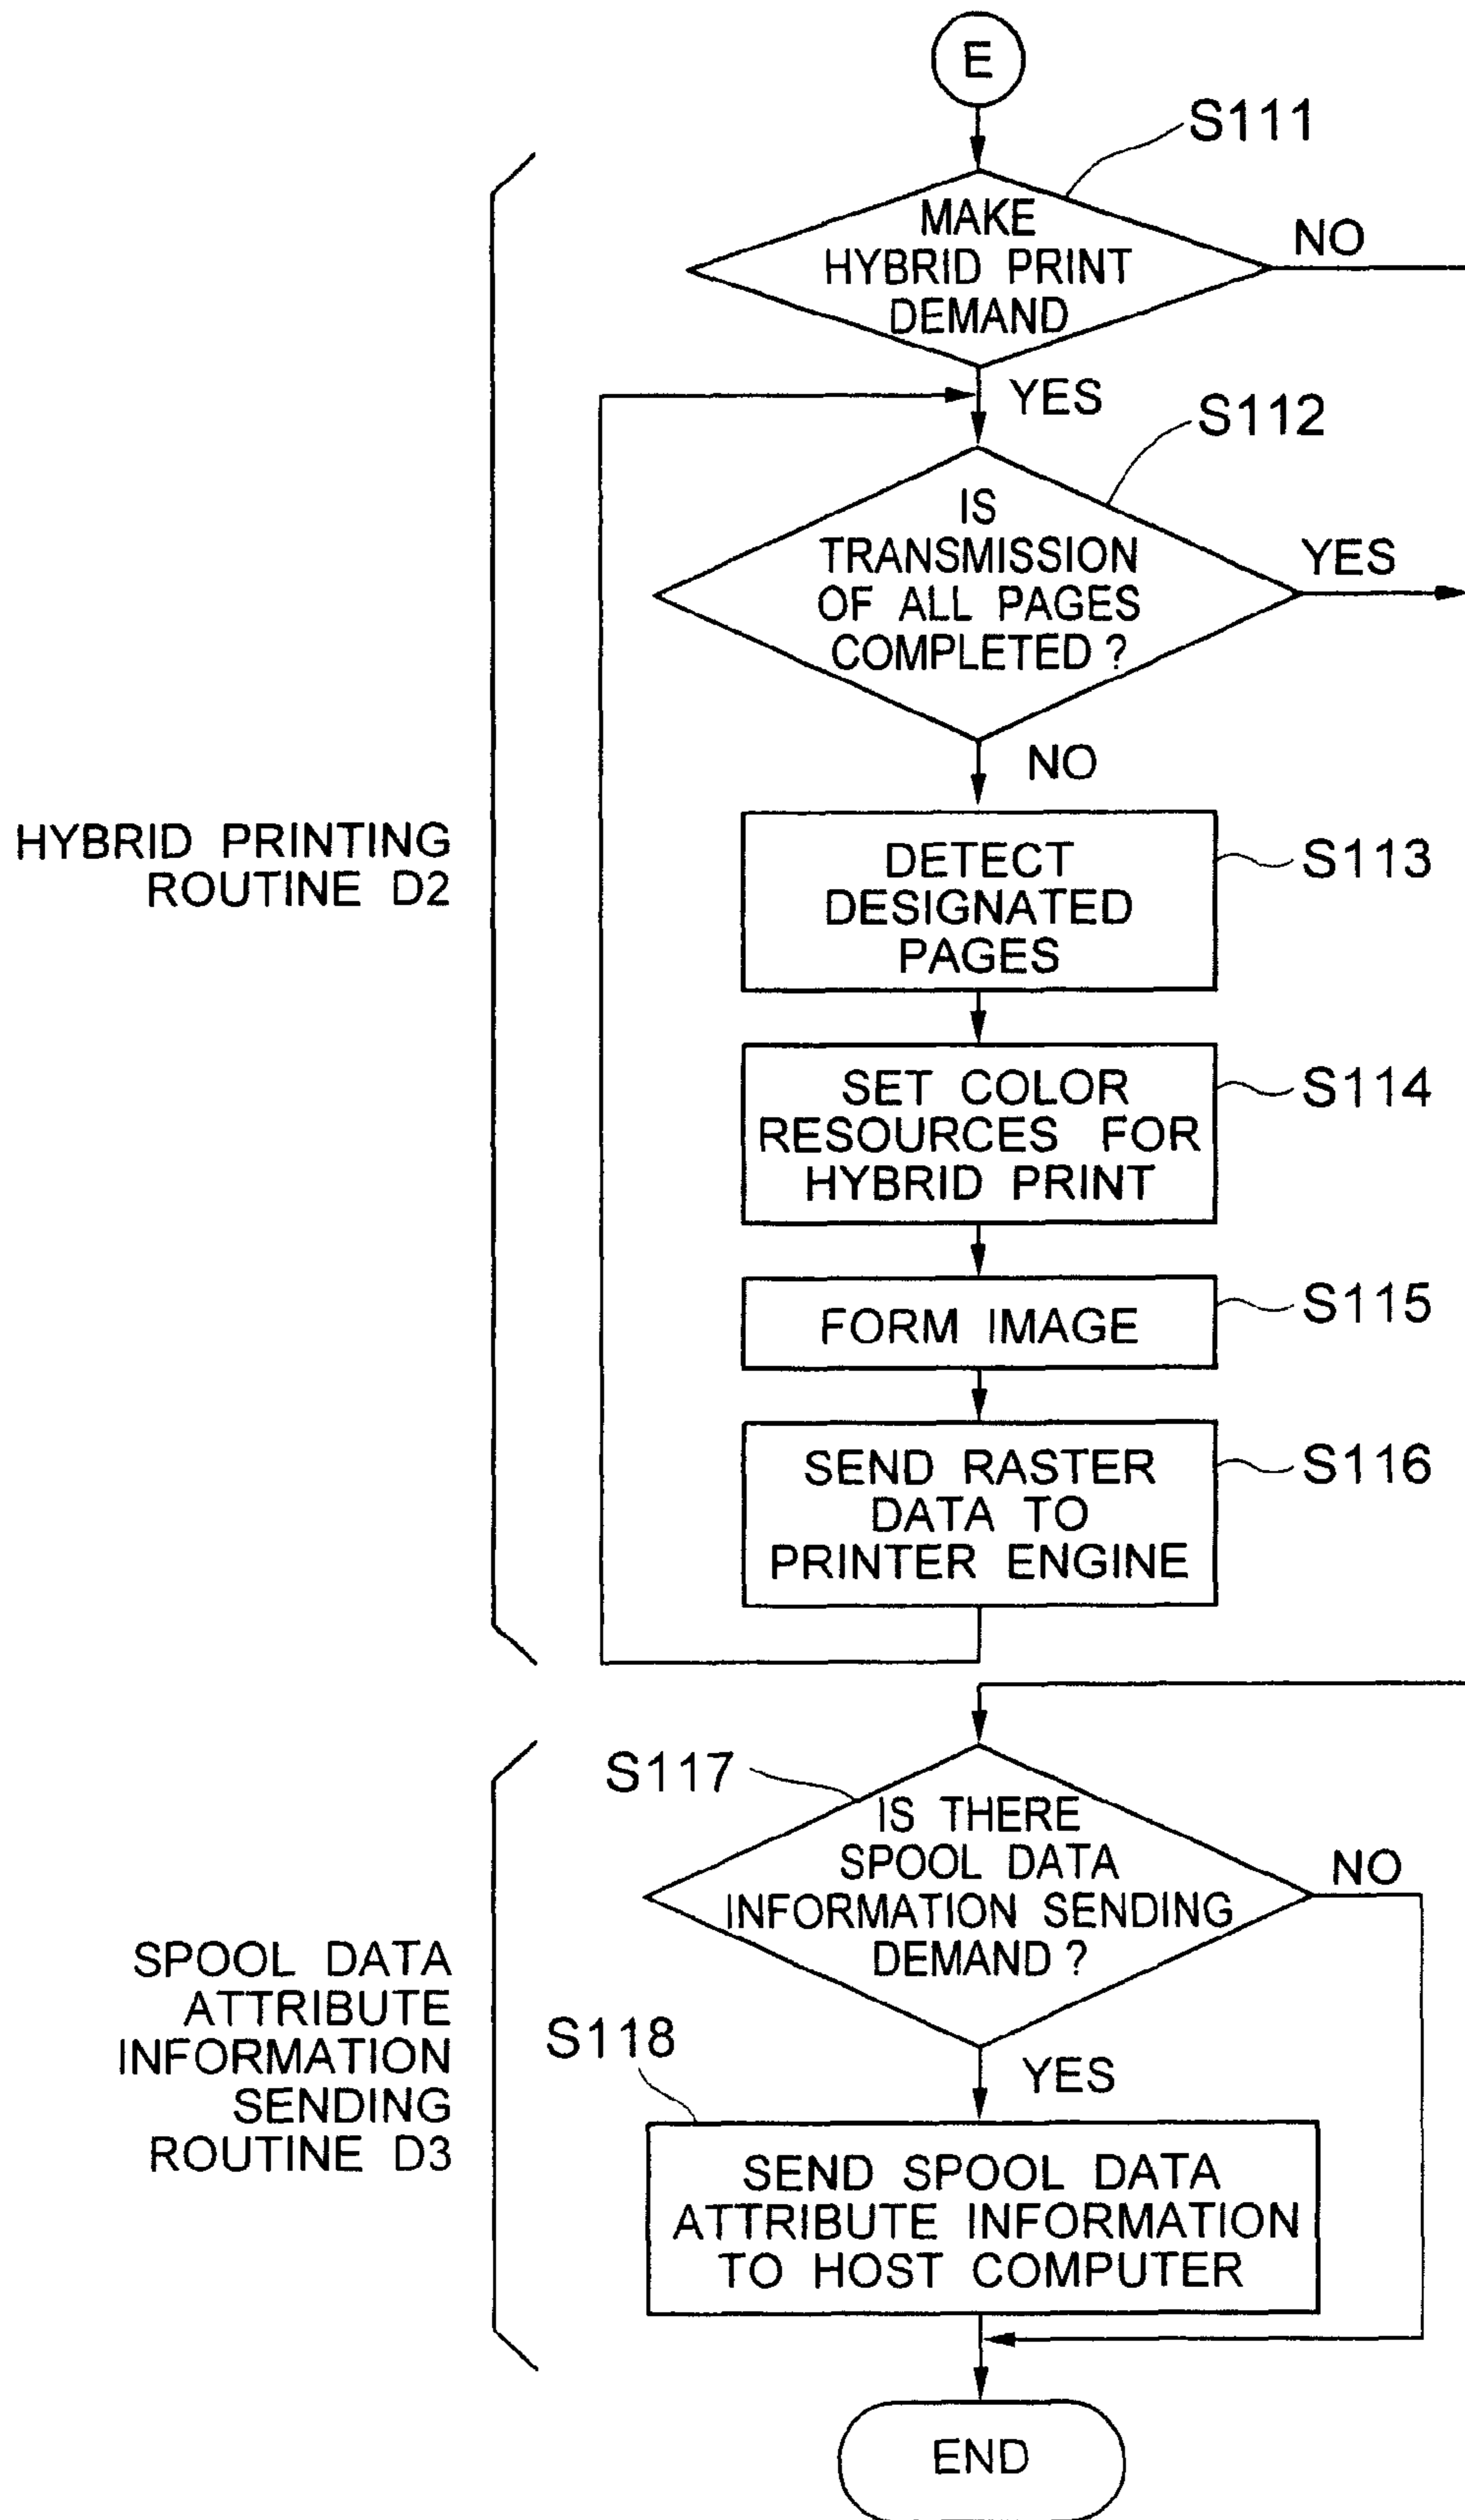 E
S111
MAKE
HYBRID PRINT
DEMAND
NO
YES
S112
IS
TRANSMISSION
OF ALL PAGES
COMPLETED ?
YES
NO
HYBRID PRINTING
ROUTINE D2
DETECT
DESIGNATED
PAGES
S113
SET COLOR
RESOURCES FOR
HYBRID PRINT
S114
FORM IMAGE
S115
SEND RASTER
DATA TO
PRINTER ENGINE
S116
S117
IS THERE
SPOOL DATA
INFORMATION SENDING
DEMAND ?
NO
YES
SPOOL DATA
ATTRIBUTE
INFORMATION
SENDING
ROUTINE D3
S118
SEND SPOOL DATA
ATTRIBUTE INFORMATION
TO HOST COMPUTER
END